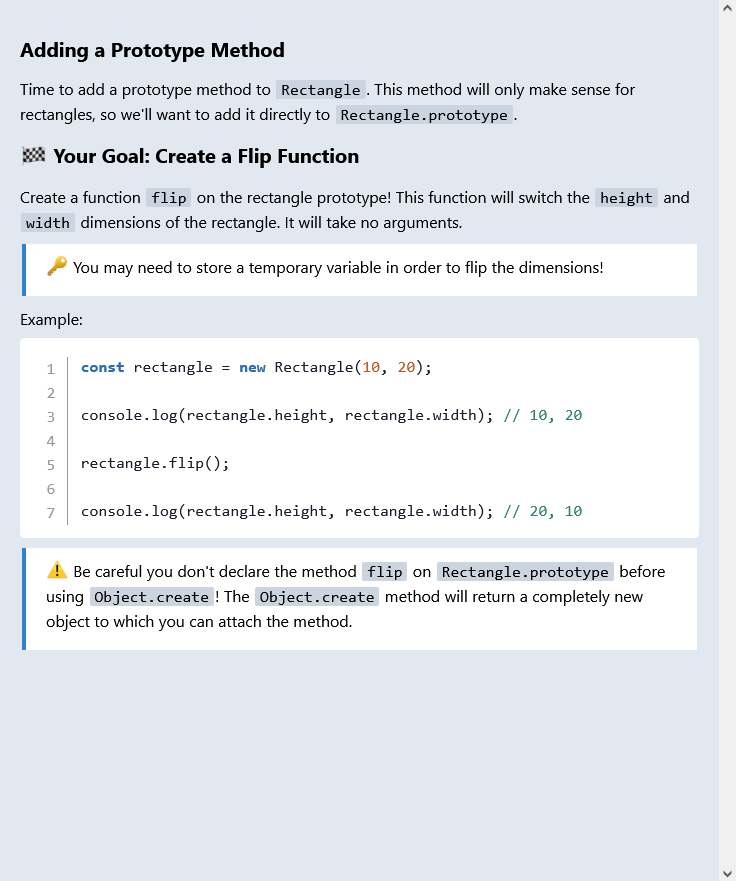 Adding a Prototype Method
Time to add a prototype method to Rectangle. This method will only make sense for
rectangles, so we'll want to add it directly to Rectangle.prototype.
🏁 Your Goal: Create a Flip Function
Create a function flip on the rectangle prototype! This function will switch the height and
width dimensions of the rectangle. It will take no arguments.
🔑 You may need to store a temporary variable in order to flip the dimensions!
Example:
1 const rectangle = new Rectangle(10, 20);
2
3 console.log(rectangle.height, rectangle.width); // 10, 20
4
5 rectangle.flip();
6
7 console.log(rectangle.height, rectangle.width); // 20, 10
⚠️ Be careful you don't declare the method flip on Rectangle.prototype before
using Object.create! The Object.create method will return a completely new
object to which you can attach the method.